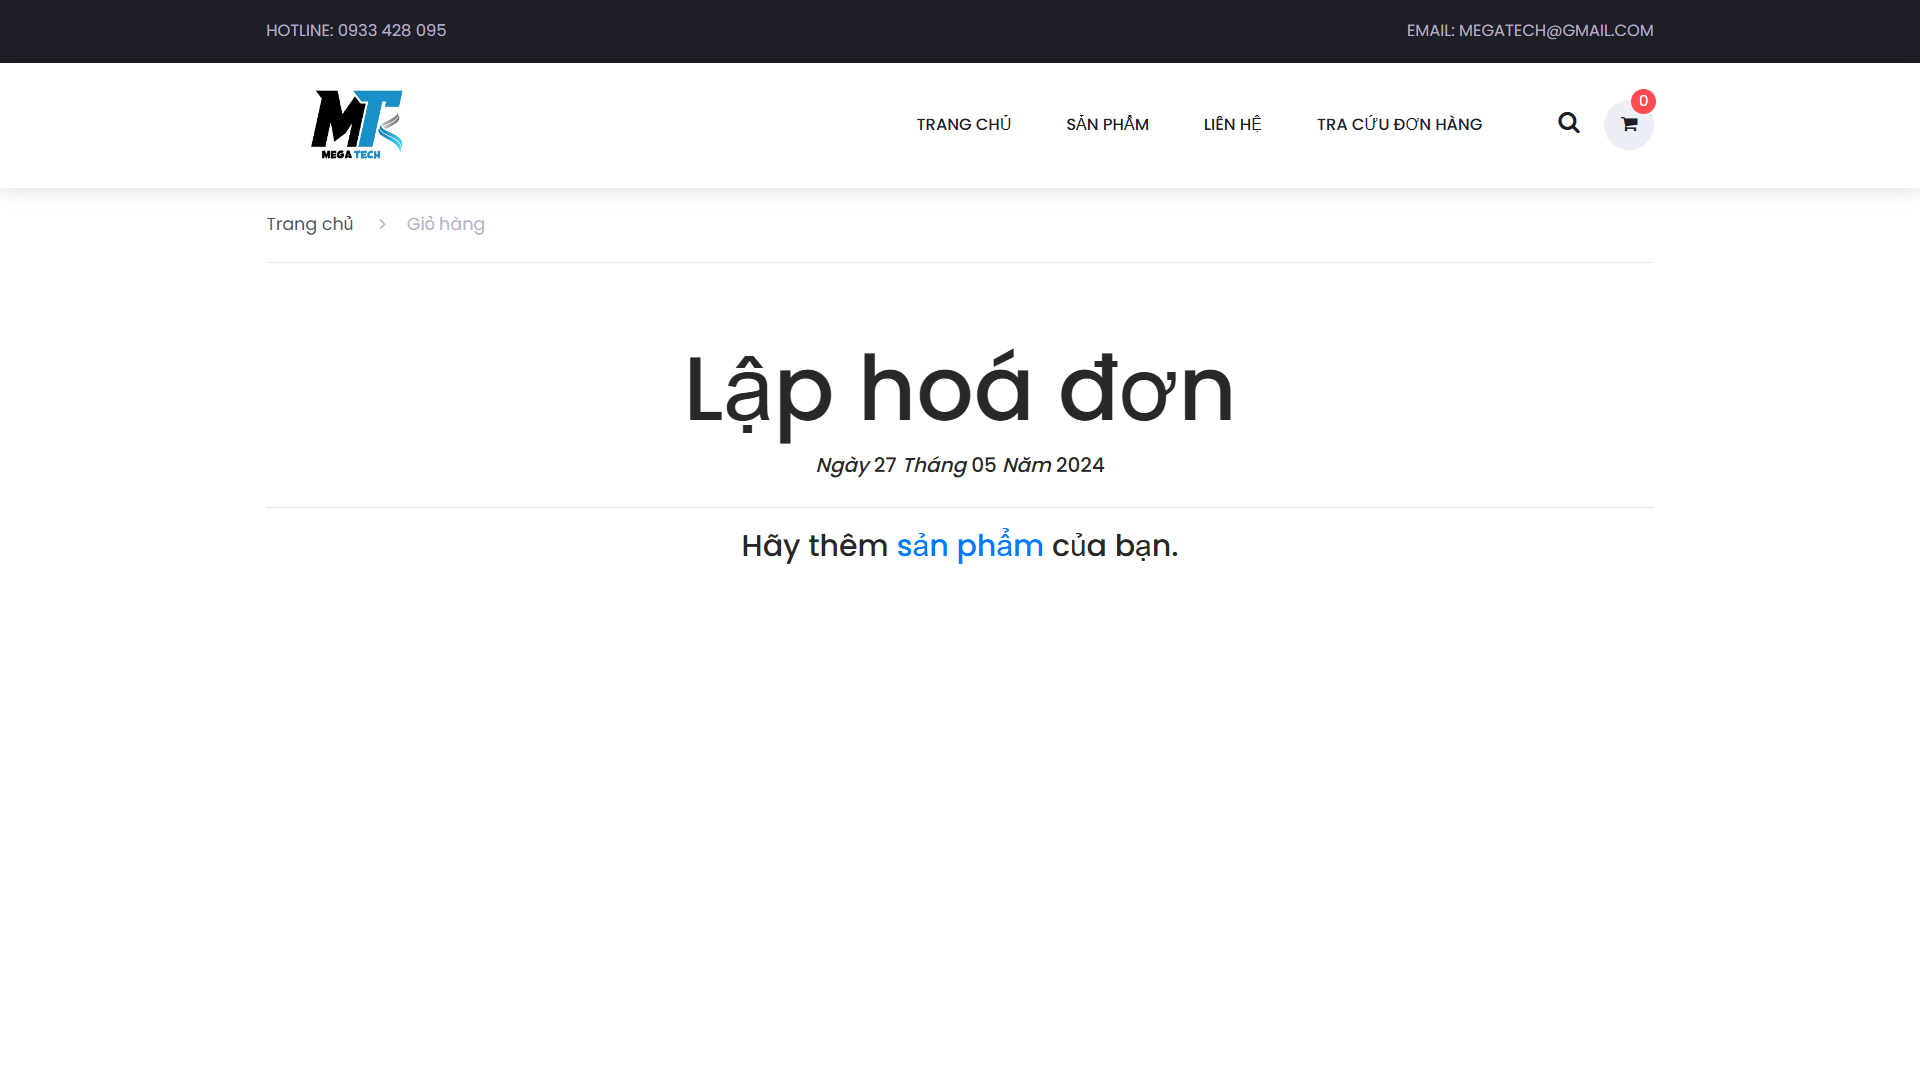 HOTLINE: 0933 428 095
EMAIL: MEGATECH@GMAIL.COM
MT
MEGA TECH
TRANG CHỦ
SẢN PHẨM
LIÊN HỆ
TRA CỨU ĐƠN HÀNG
0
Trang chủ > Giỏ hàng
Lập hoá đơn
Ngày 27 Tháng 05 Năm 2024
Hãy thêm sản phẩm của bạn.